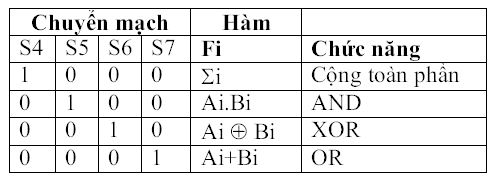 Chuyển mạch Hàm
S4 S5 S6 S7 Fi Chức năng
1 0 0 0 Σi Cộng toàn phần
0 1 0 0 Ai.Bi AND
0 0 1 0 Ai ⊕ Bi XOR
0 0 0 1 Ai+Bi OR